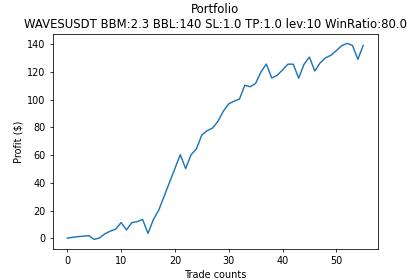 Portfolio
WAVESUSDT BBM:2.3 BBL:140 SL:1.0 TP:1.0 lev:10 WinRatio:80.0
140
120
100
80
60
40
20
0
Profit ($)
0 10 20 30 40 50
Trade counts